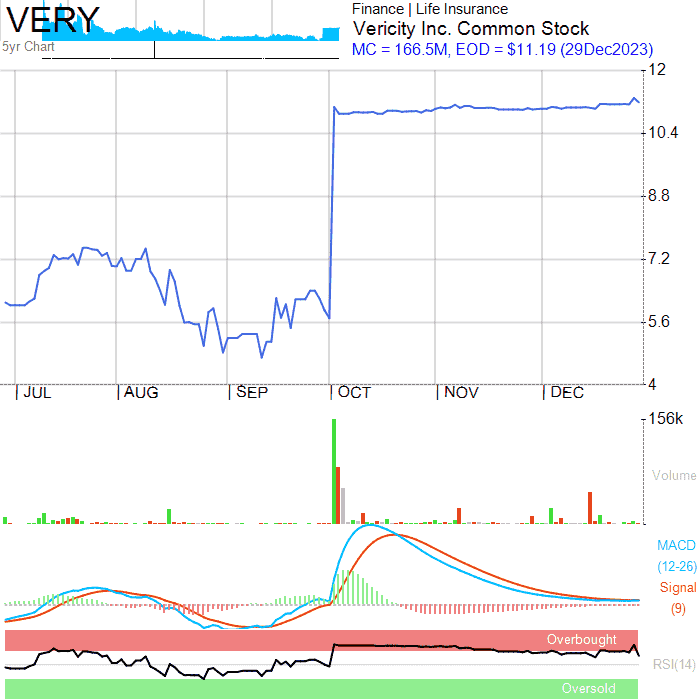 VERY
5yr Chart
Finance | Life Insurance
Vericity Inc. Common Stock
MC = 166.5M, EOD = $11.19 (29Dec2023)
12
10.4
8.8
7.2
5.6
4
| JUL | AUG | SEP | OCT | NOV | DEC
156k
Volume
MACD
(12-26)
Signal
(9)
Overbought
RSI(14)
Oversold